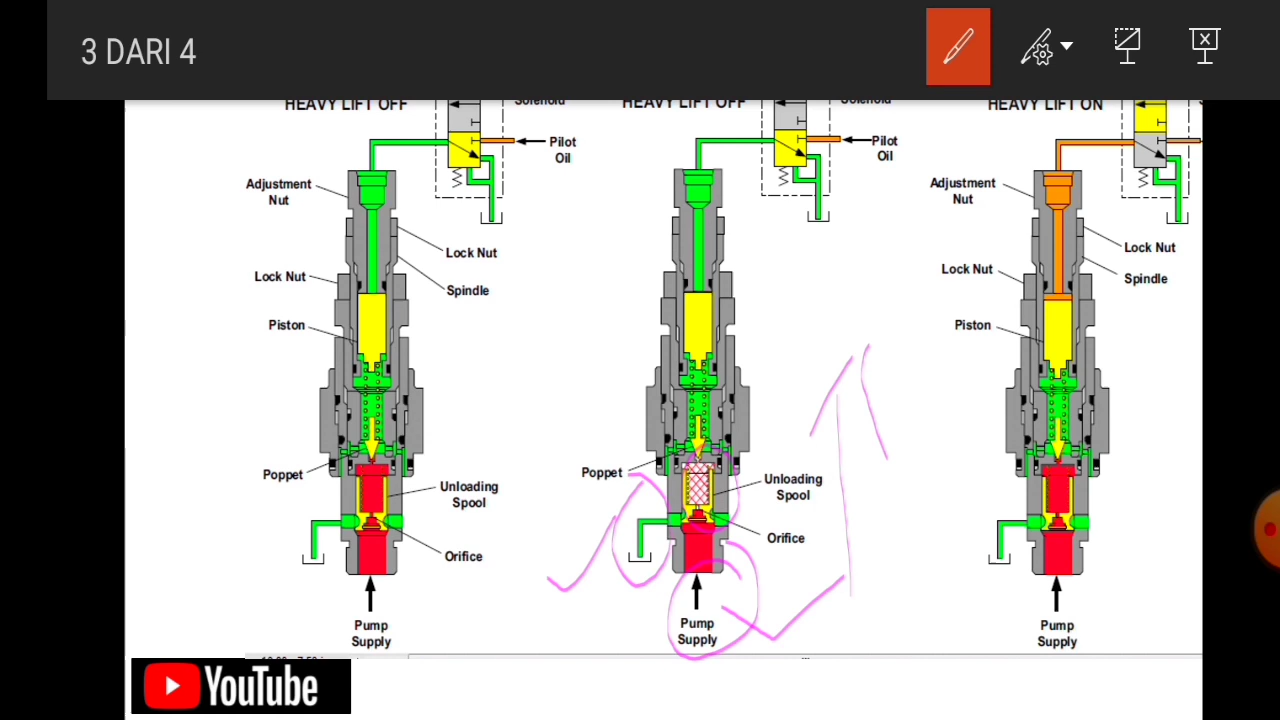 3 DARI 4
HEAVY LIFT OFF
Solenoid
Pilot
Oil
Adjustment
Nut
Lock Nut
Lock Nut
Spindle
Piston
Poppet
Unloading
Spool
Orifice
Pump
Supply
HEAVY LIFT OFF
Solenoid
Pilot
Oil
Poppet
Unloading
Spool
Orifice
Pump
Supply
HEAVY LIFT ON
Adjustment
Nut
Lock Nut
Lock Nut
Spindle
Piston
Pump
Supply
YouTube